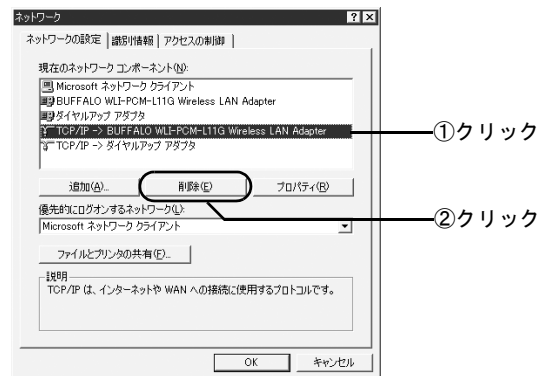 ネットワーク
ネットワークの設定 識別情報 アクセスの制御
現在のネットワーク コンポーネント(N):
Microsoft ネットワーク クライアント
BUFFALO WLI-PCM-L11G Wireless LAN Adapter
ダイヤルアップ アダプタ
TCP/IP -> BUFFALO WLI-PCM-L11G Wireless LAN Adapter
①クリック
TCP/IP -> ダイヤルアップ アダプタ
追加(A)... 削除(E) プロパティ(R)
優先的にログオンするネットワーク(L):
②クリック
Microsoft ネットワーク クライアント
ファイルとプリンタの共有(F)...
説明
TCP/IP は、インターネットや WAN への接続に使用するプロトコルです。
OK キャンセル